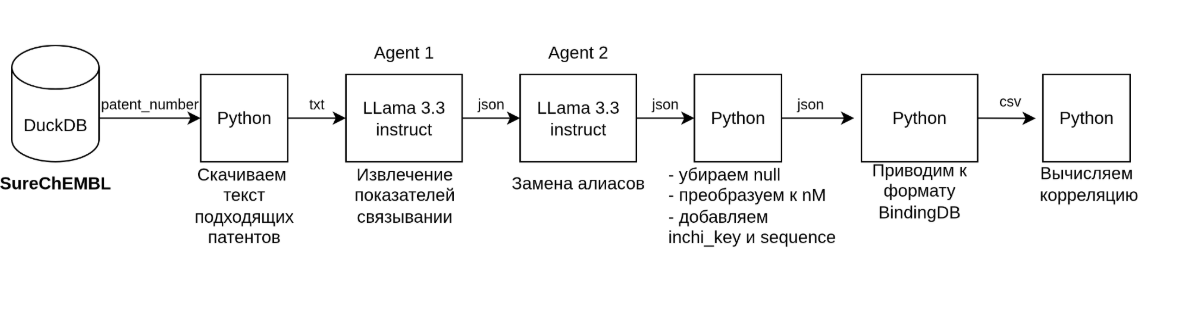 Agent 1
Agent 2
DuckDB
patent_number
Python
txt
LLama 3.3
instruct
json
LLama 3.3
instruct
json
Python
json
Python
csv
Python
SureChEMBL
Скачиваем
текст
подходящих
патентов
Извлечение
показателей
связывании
Замена алиасов
- убираем null
- преобразуем к nM
- добавляем
inchi_key и sequence
Приводим к
формату
BindingDB
Вычисляем
корреляцию